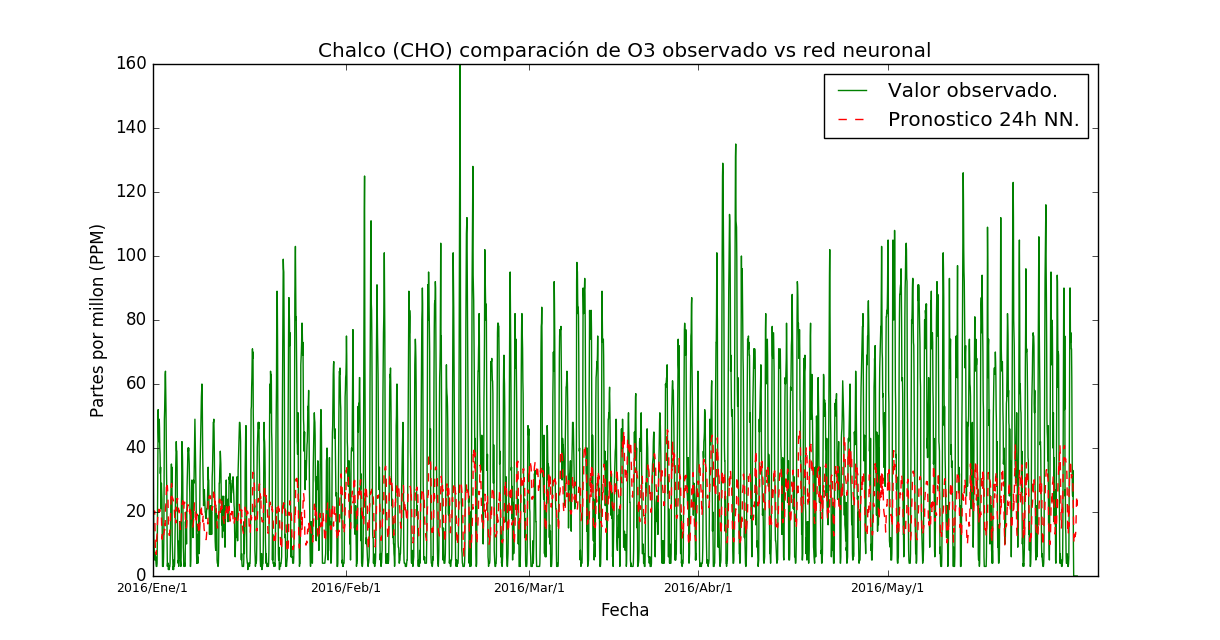 Chalco (CHO) comparación de O3 observado vs red neuronal
Valor observado.
Pronostico 24h NN.
Partes por millon (PPM)
160
140
120
100
80
60
40
20
0
2016/Ene/1
2016/Feb/1
2016/Mar/1
2016/Abr/1
2016/May/1
Fecha